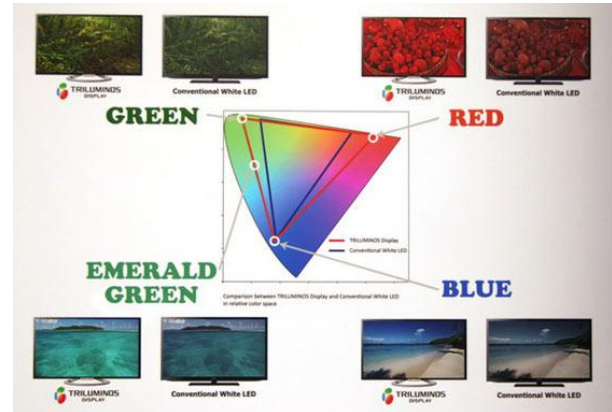 TRILUMINOS
DISPLAY
Conventional White LED
TRILUMINOS
DISPLAY
Conventional White LED
GREEN
RED
TRILUMINOS Display
Conventional White LED
EMERALD
GREEN
BLUE
Comparison between TRILUMINOS Display and Conventional White LED
in relative color space
TRILUMINOS
DISPLAY
Conventional White LED
TRILUMINOS
DISPLAY
Conventional White LED